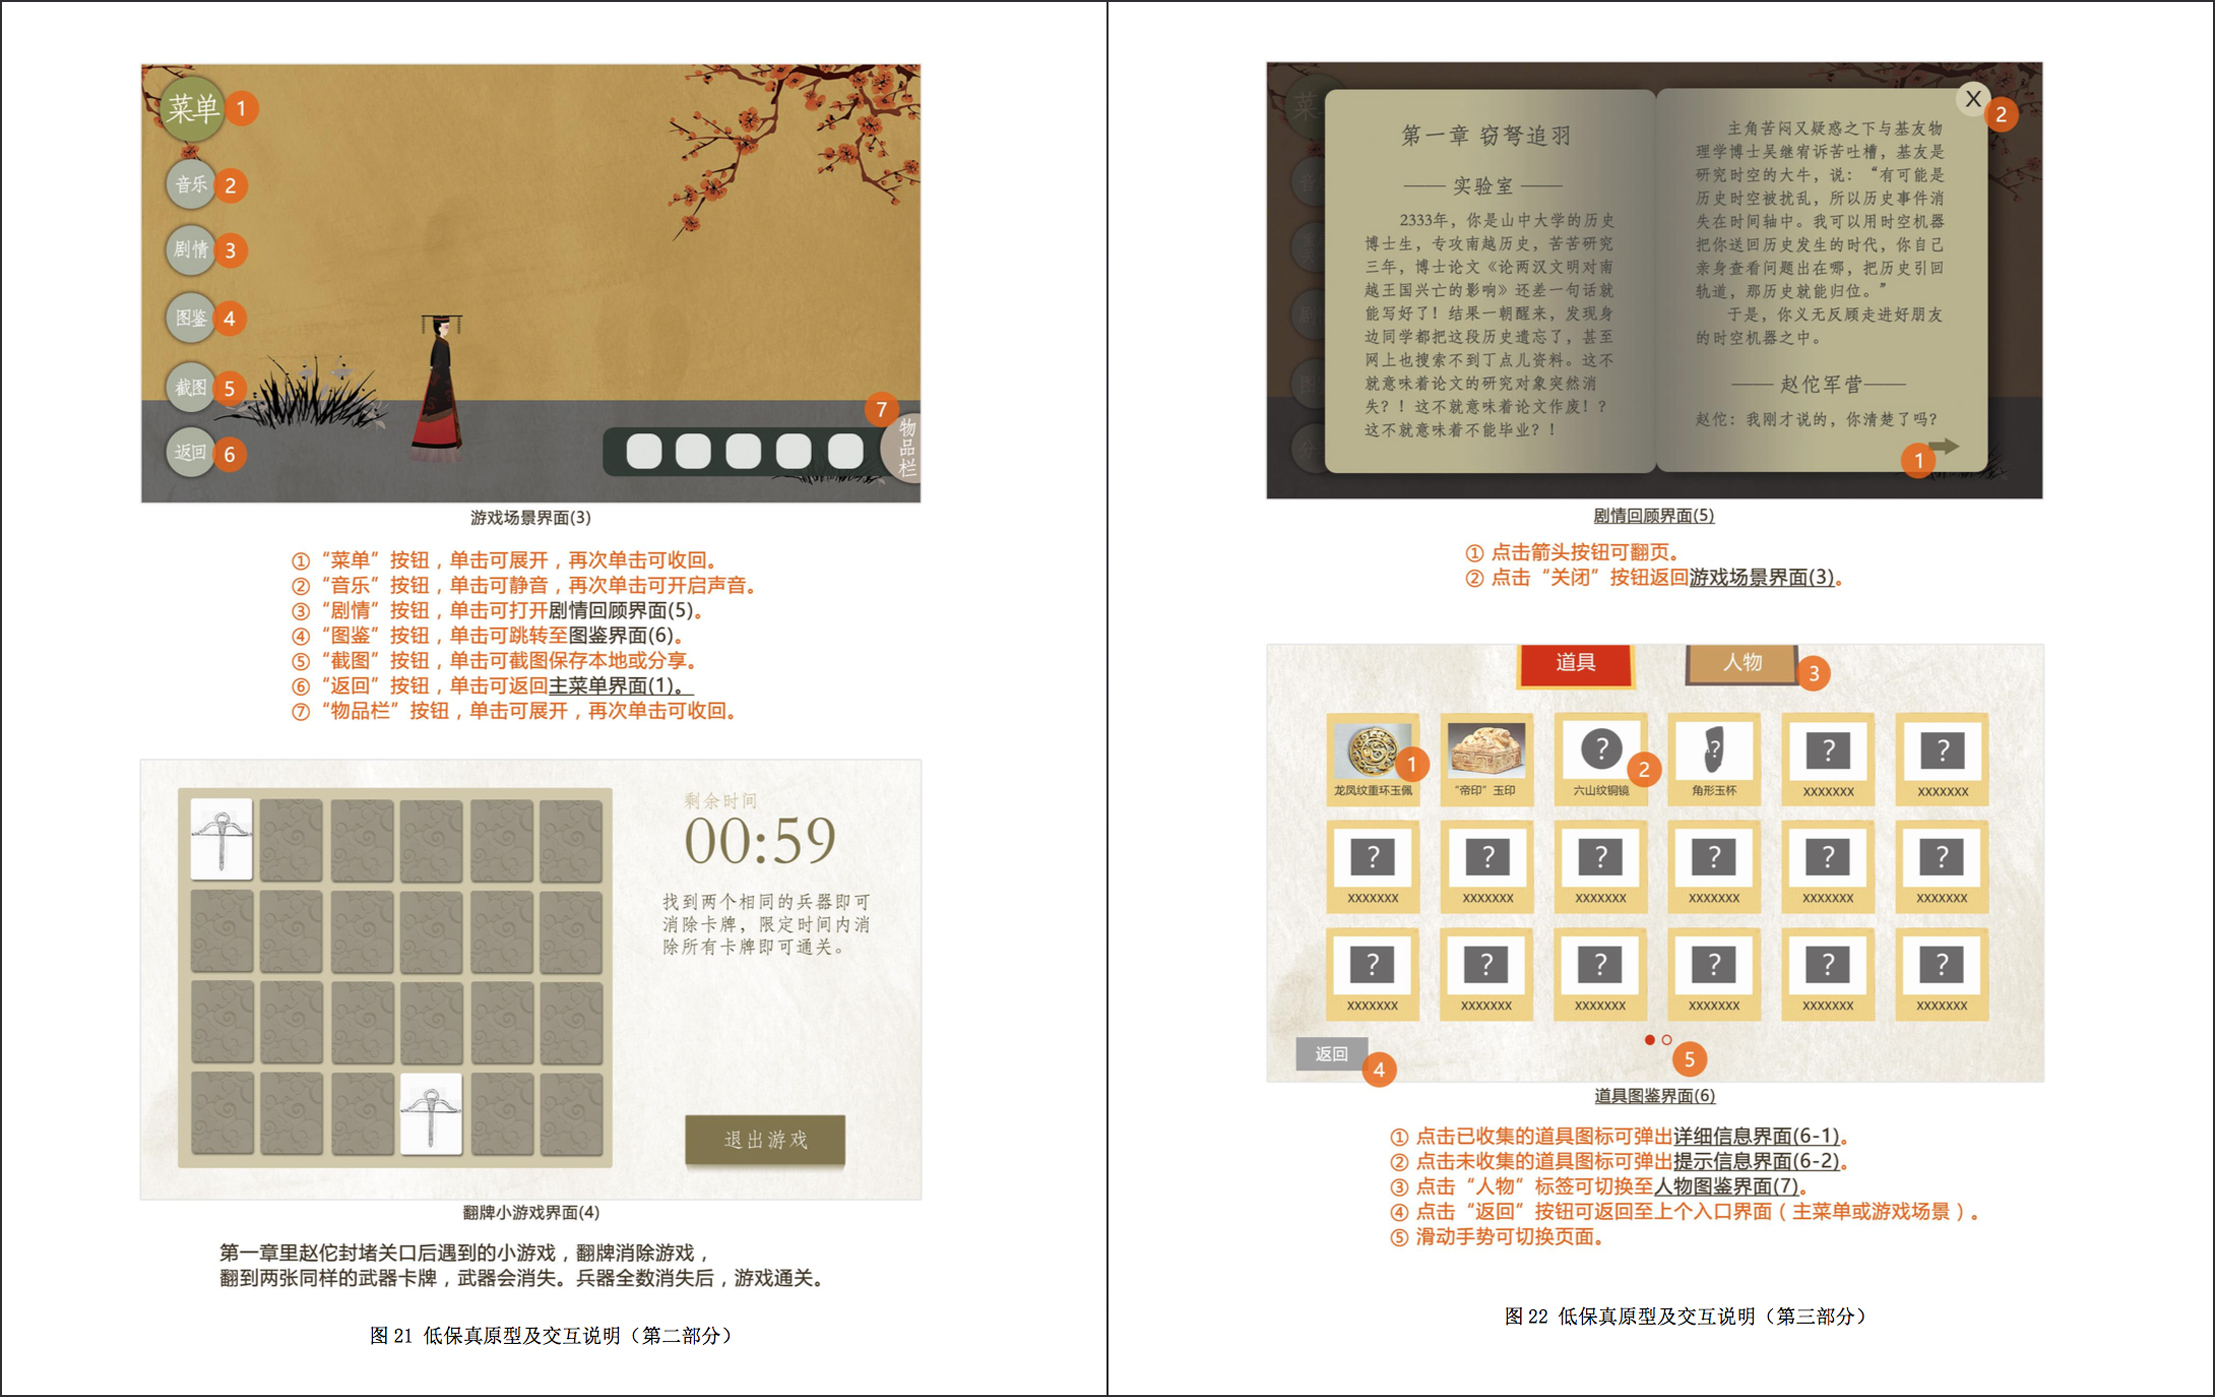 菜单
1
音乐
2
剧情
3
图鉴
4
截图
5
返回
6
7
物品栏
游戏场景界面(3)
① “菜单”按钮，单击可展开，再次单击可收回。
② “音乐”按钮，单击可静音，再次单击可开启声音。
③ “剧情”按钮，单击可打开剧情回顾界面(5)。
④ “图鉴”按钮，单击可跳转至图鉴界面(6)。
⑤ “截图”按钮，单击可截图保存本地或分享。
⑥ “返回”按钮，单击可返回主菜单界面(1)。
⑦ “物品栏”按钮，单击可展开，再次单击可收回。
剩余时间
00:59
找到两个相同的兵器即可
消除卡牌，限定时间内消
除所有卡牌即可通关。
退出游戏
翻牌小游戏界面(4)
第一章里赵佗封堵关口后遇到的小游戏，翻牌消除游戏，
翻到两张同样的武器卡牌，武器会消失。兵器全数消失后，游戏通关。
图 21 低保真原型及交互说明（第二部分）
第一章 窃弩追羽
—— 实验室 ——
2333年，你是山中大学的历史
博士生，专攻南越历史，苦苦研究
三年，博士论文《论两汉文明对南
越王国兴亡的影响》还差一句话就
能写好了！结果一朝醒来，发现身
边同学都把这段历史遗忘了，甚至
网上也搜索不到丁点儿资料。这不
就意味着论文的研究对象突然消
失？！这不就意味着论文作废！？
这不就意味着不能毕业？！
X
2
主角苦闷又疑惑之下与基友物
理学博士吴继宥诉苦吐槽，基友是
研究时空的大牛，说：“有可能是
历史时空被扰乱，所以历史事件消
失在时间轴中。我可以用时空机器
把你送回历史发生的时代，你自己
亲身查看问题出在哪，把历史引回
轨道，那历史就能归位。”
于是，你义无反顾走进好朋友
的时空机器之中。
—— 赵佗军营——
赵佗：我刚才说的，你清楚了吗？
1
剧情回顾界面(5)
① 点击箭头按钮可翻页。
② 点击“关闭”按钮返回游戏场景界面(3)。
道具
人物
3
1
2
龙凤纹重环玉佩
“帝印”玉印
? 六山纹铜镜
? 角形玉杯
? XXXXXXX
? XXXXXXX
? ? ? ? ? ?
XXXXXXX XXXXXXX XXXXXXX XXXXXXX XXXXXXX XXXXXXX
? ? ? ? ? ?
XXXXXXX XXXXXXX XXXXXXX XXXXXXX XXXXXXX XXXXXXX
返回
4
5
道具图鉴界面(6)
① 点击已收集的道具图标可弹出详细信息界面(6-1)。
② 点击未收集的道具图标可弹出提示信息界面(6-2)。
③ 点击“人物”标签可切换至人物图鉴界面(7)。
④ 点击“返回”按钮可返回至上个入口界面（主菜单或游戏场景）。
⑤ 滑动手势可切换页面。
图 22 低保真原型及交互说明（第三部分）